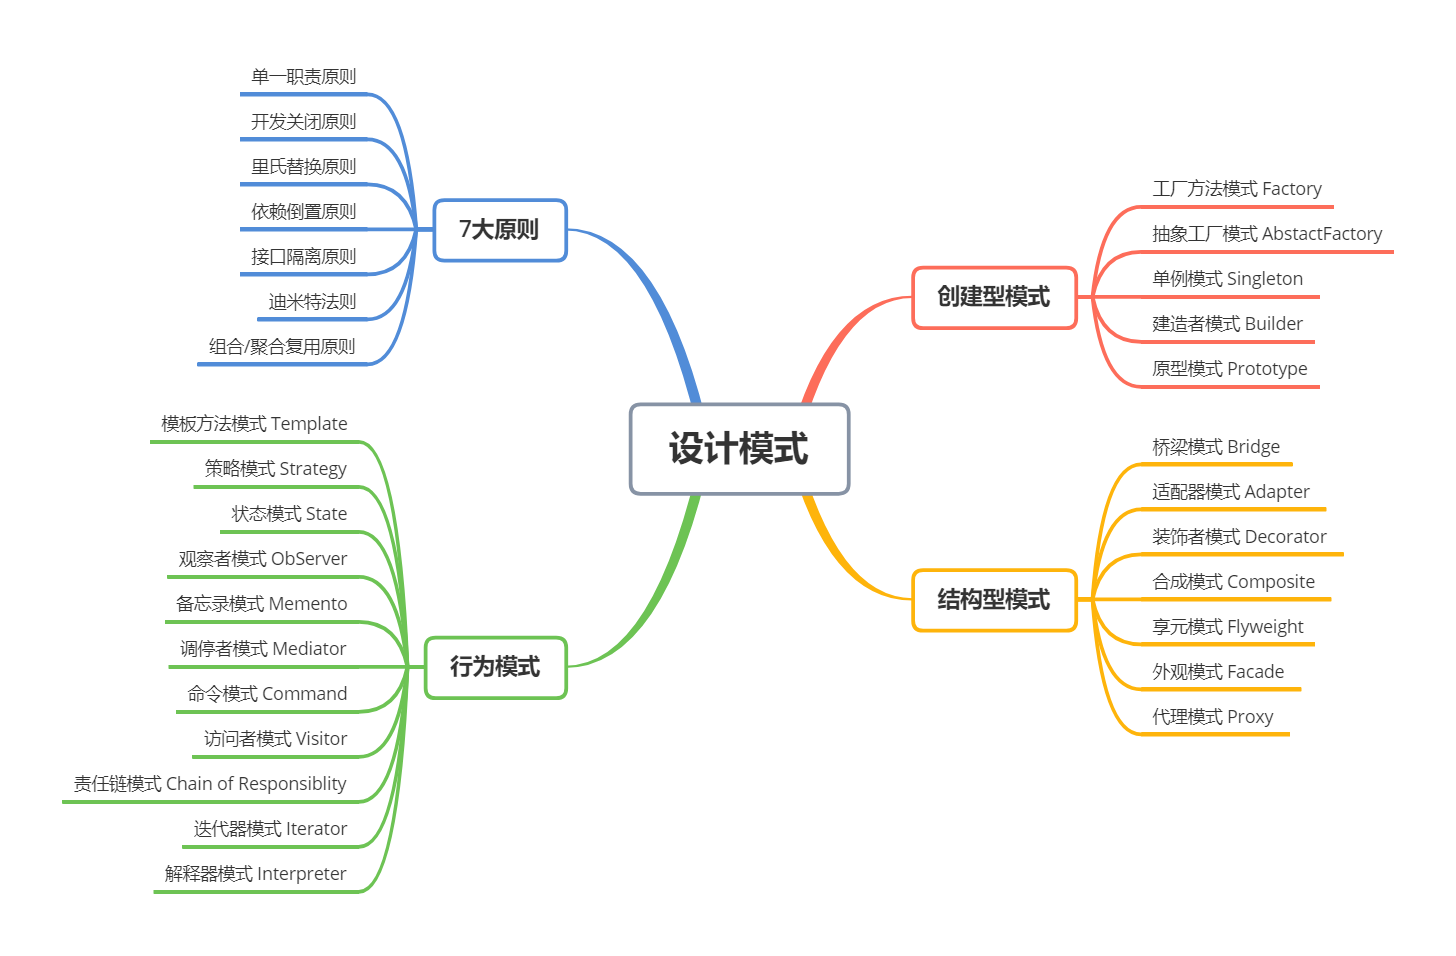 设计模式
7大原则
单一职责原则
开发关闭原则
里氏替换原则
依赖倒置原则
接口隔离原则
迪米特法则
组合/聚合复用原则
创建型模式
工厂方法模式 Factory
抽象工厂模式 AbstactFactory
单例模式 Singleton
建造者模式 Builder
原型模式 Prototype
结构型模式
桥梁模式 Bridge
适配器模式 Adapter
装饰者模式 Decorator
合成模式 Composite
享元模式 Flyweight
外观模式 Facade
代理模式 Proxy
行为模式
模板方法模式 Template
策略模式 Strategy
状态模式 State
观察者模式 ObServer
备忘录模式 Memento
调停者模式 Mediator
命令模式 Command
访问者模式 Visitor
责任链模式 Chain of Responsiblity
迭代器模式 Iterator
解释器模式 Interpreter